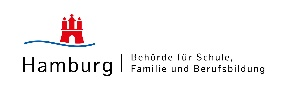 Hamburg
Behörde für Schule,
Familie und Berufsbildung